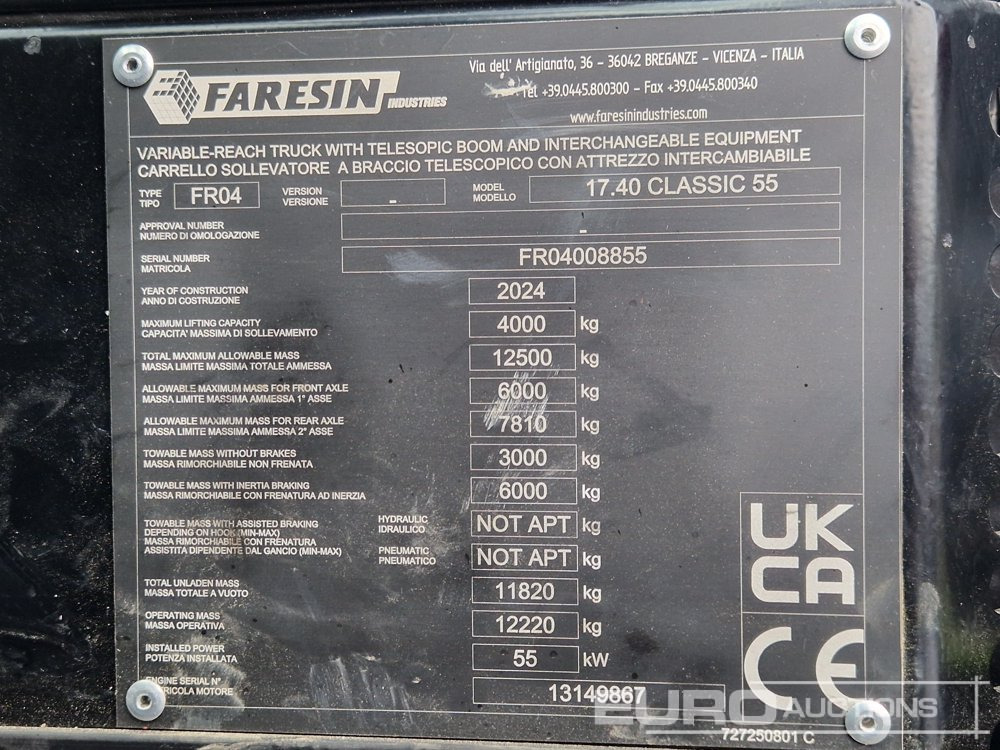 FARESIN INDUSTRIES
Via dell' Artigianato, 36 - 36042 BREGANZE - VICENZA - ITALIA
Tel +39.0445.800300 - Fax +39.0445.800340
www.faresinindustries.com
VARIABLE-REACH TRUCK WITH TELESOPIC BOOM AND INTERCHANGEABLE EQUIPMENT
CARRELLO SOLLEVATORE A BRACCIO TELESCOPICO CON ATTREZZO INTERCAMBIABILE
TYPE
TIPO
FR04
VERSION
VERSIONE
-
MODEL
MODELLO
17.40 CLASSIC 55
APPROVAL NUMBER
NUMERO DI OMOLOGAZIONE
-
SERIAL NUMBER
MATRICOLA
FR04008855
YEAR OF CONSTRUCTION
ANNO DI COSTRUZIONE
2024
MAXIMUM LIFTING CAPACITY
CAPACITA' MASSIMA DI SOLLEVAMENTO
4000 kg
TOTAL MAXIMUM ALLOWABLE MASS
MASSA LIMITE MASSIMA TOTALE AMMESSA
12500 kg
ALLOWABLE MAXIMUM MASS FOR FRONT AXLE
MASSA LIMITE MASSIMA AMMESSA 1° ASSE
6000 kg
ALLOWABLE MAXIMUM MASS FOR REAR AXLE
MASSA LIMITE MASSIMA AMMESSA 2° ASSE
7810 kg
TOWABLE MASS WITHOUT BRAKES
MASSA RIMORCHIABILE NON FRENATA
3000 kg
TOWABLE MASS WITH INERTIA BRAKING
MASSA RIMORCHIABILE CON FRENATURA AD INERZIA
6000 kg
TOWABLE MASS WITH ASSISTED BRAKING
DEPENDING ON HOOK (MIN-MAX)
MASSA RIMORCHIABILE CON FRENATURA
ASSISTITA DIPENDENTE DAL GANCIO (MIN-MAX)
HYDRAULIC
IDRAULICO
NOT APT kg
PNEUMATIC
PNEUMATICO
NOT APT kg
TOTAL UNLADEN MASS
MASSA TOTALE A VUOTO
11820 kg
OPERATING MASS
MASSA OPERATIVA
12220 kg
INSTALLED POWER
POTENZA INSTALLATA
55 kW
ENGINE SERIAL N°
MOTORE
13149867
UK
CA
CE
EURO AUCTIONS
727250801 C